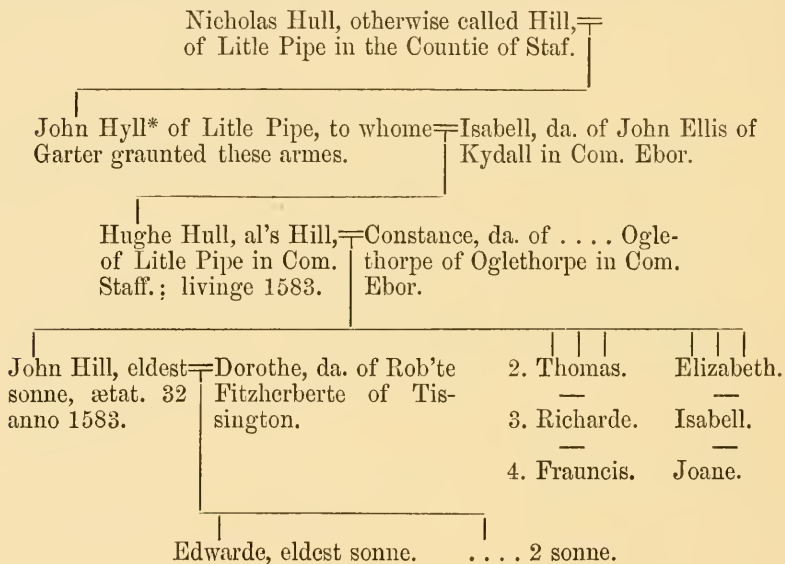 Nicholas Hull, otherwise called Hill,
of Litle Pipe in the Countie of Staf.
John Hyll* of Litle Pipe, to whome
Garter graunted these armes.
Isabell, da. of John Ellis of
Kydall in Com. Ebor.
Hughe Hull, al's Hill,
of Litle Pipe in Com.
Staff.: livinge 1583.
Constance, da. of .... Ogle-
thorpe of Oglethorpe in Com.
Ebor.
John Hill, eldest
sonne, ætat. 32
anno 1583.
Dorothe, da. of Rob'te
Fitzherberte of Tis-
sington.
2. Thomas.
3. Richarde.
4. Frauncis.
Elizabeth.
Isabell.
Joane.
Edwarde, eldest sonne.
.... 2 sonne.